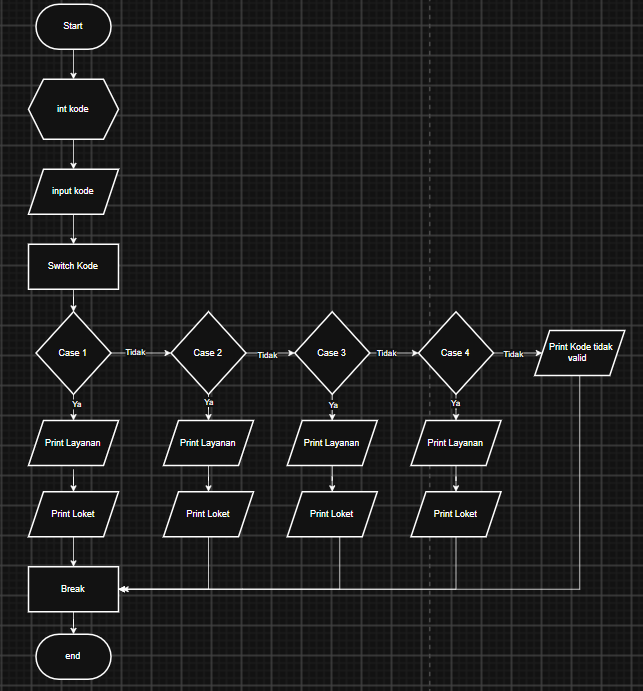 Start
int kode
input kode
Switch Kode
Case 1
Tidak
Case 2
Tidak
Case 3
Tidak
Case 4
Tidak
Print Kode tidak
valid
Ya
Ya
Ya
Ya
Print Layanan
Print Layanan
Print Layanan
Print Layanan
Print Loket
Print Loket
Print Loket
Print Loket
Break
end